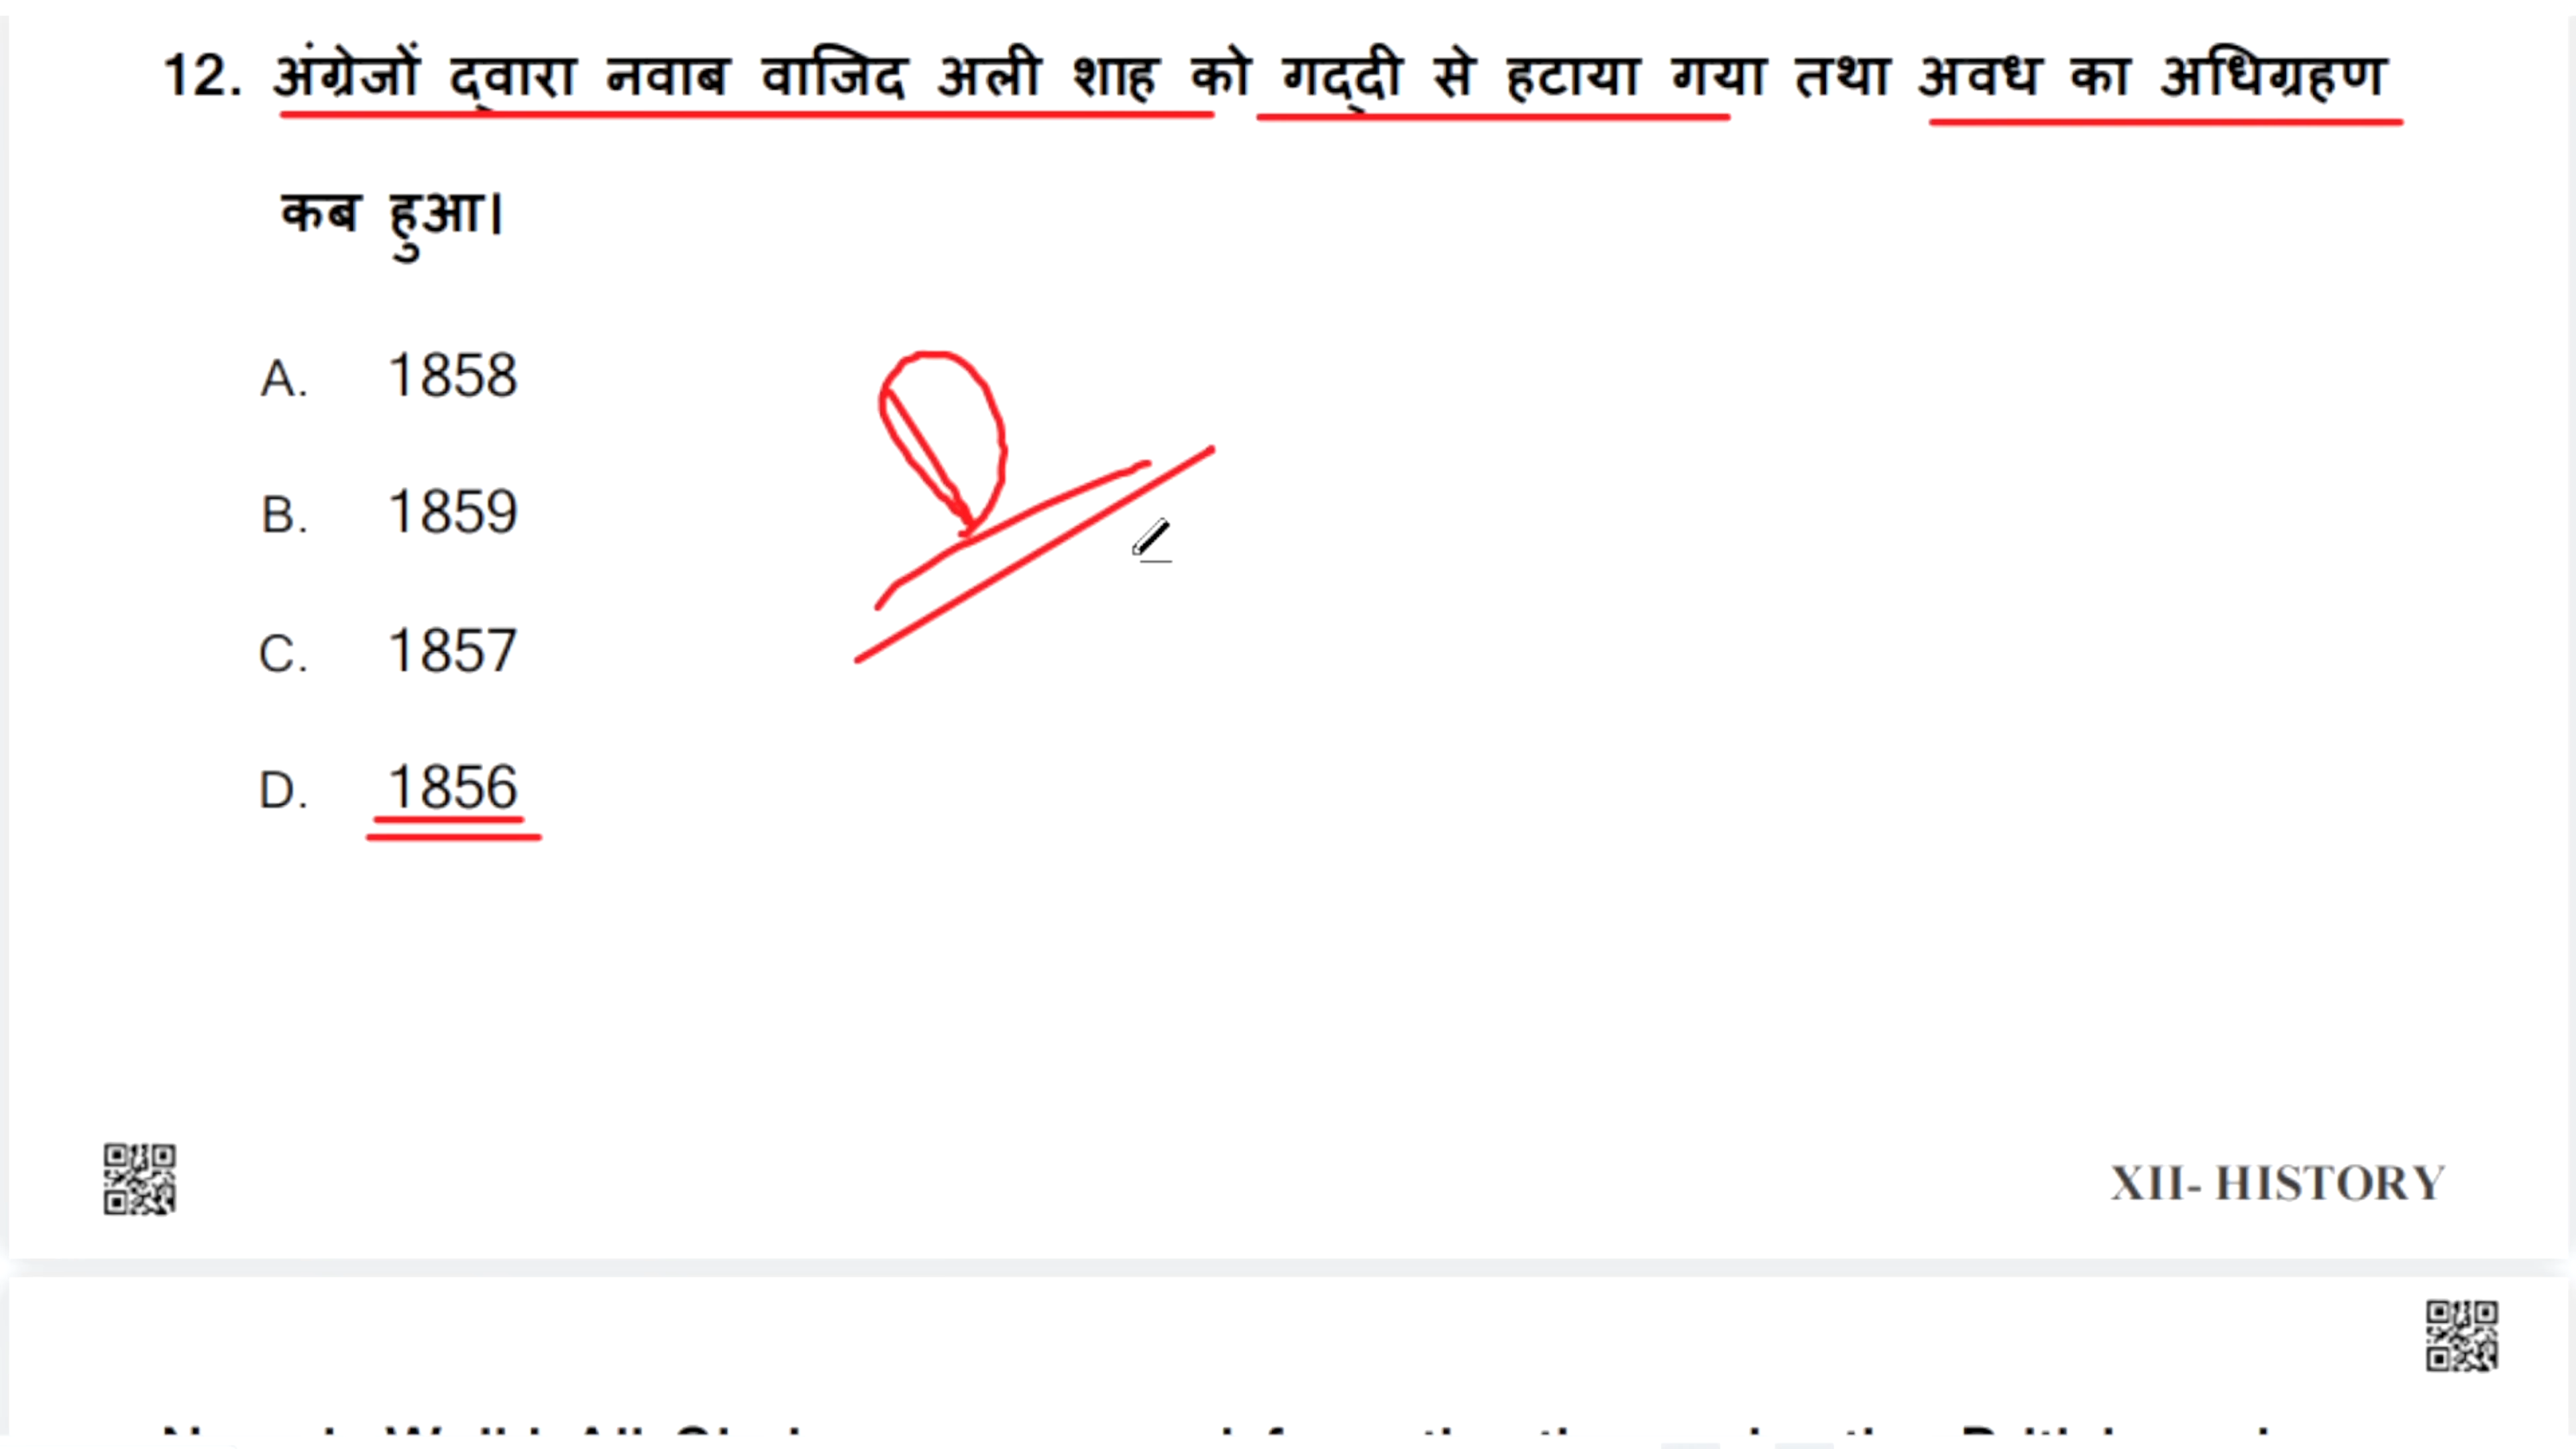 12. अंग्रेजों द्वारा नवाब वाजिद अली शाह को गद्दी से हटाया गया तथा अवध का अधिग्रहण
कब हुआ।
A. 1858
B. 1859
C. 1857
D. 1856
XII- HISTORY